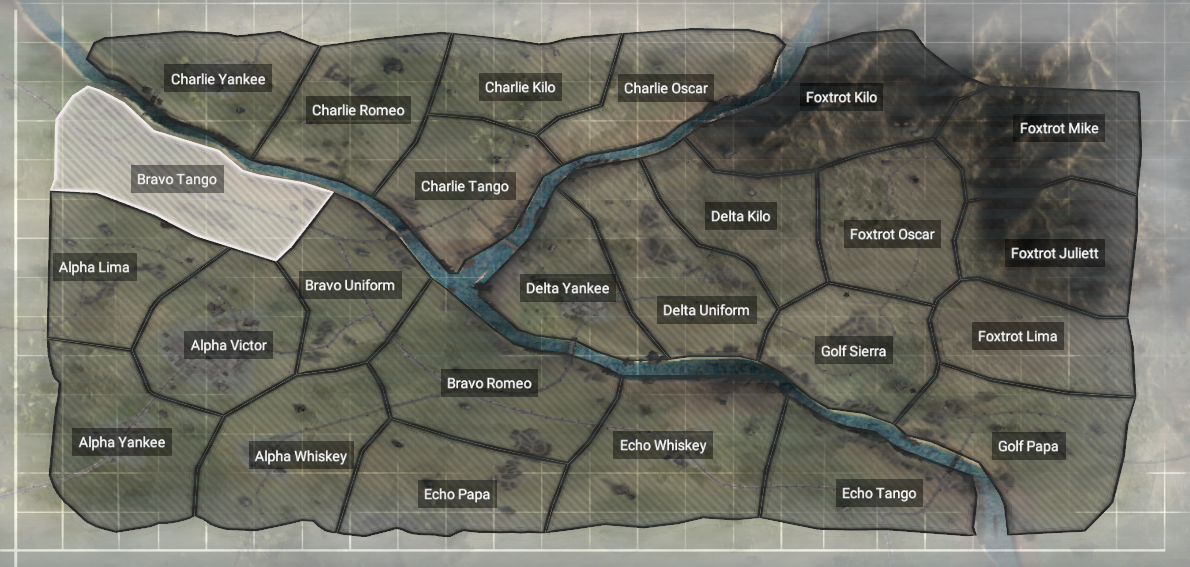 Charlie Yankee
Charlie Romeo
Charlie Kilo
Charlie Oscar
Foxtrot Kilo
Foxtrot Mike
Bravo Tango
Charlie Tango
Delta Kilo
Foxtrot Oscar
Foxtrot Juliett
Alpha Lima
Bravo Uniform
Delta Yankee
Delta Uniform
Alpha Victor
Golf Sierra
Foxtrot Lima
Bravo Romeo
Alpha Yankee
Alpha Whiskey
Echo Whiskey
Golf Papa
Echo Papa
Echo Tango